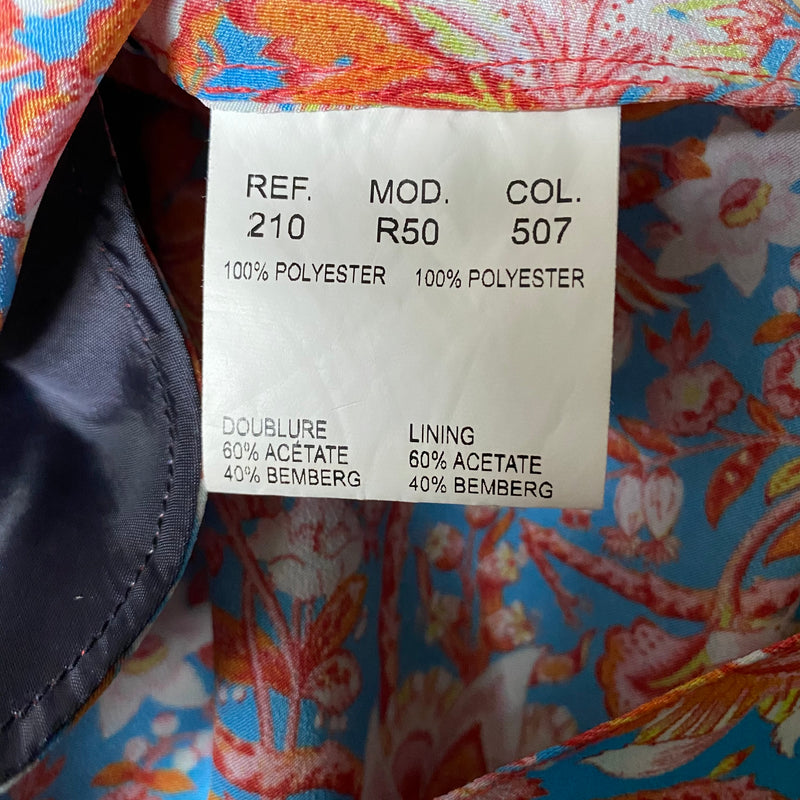 REF. MOD. COL.
210 R50 507
100% POLYESTER 100% POLYESTER
DOUBLURE
60% ACÉTATE
40% BEMBERG
LINING
60% ACETATE
40% BEMBERG